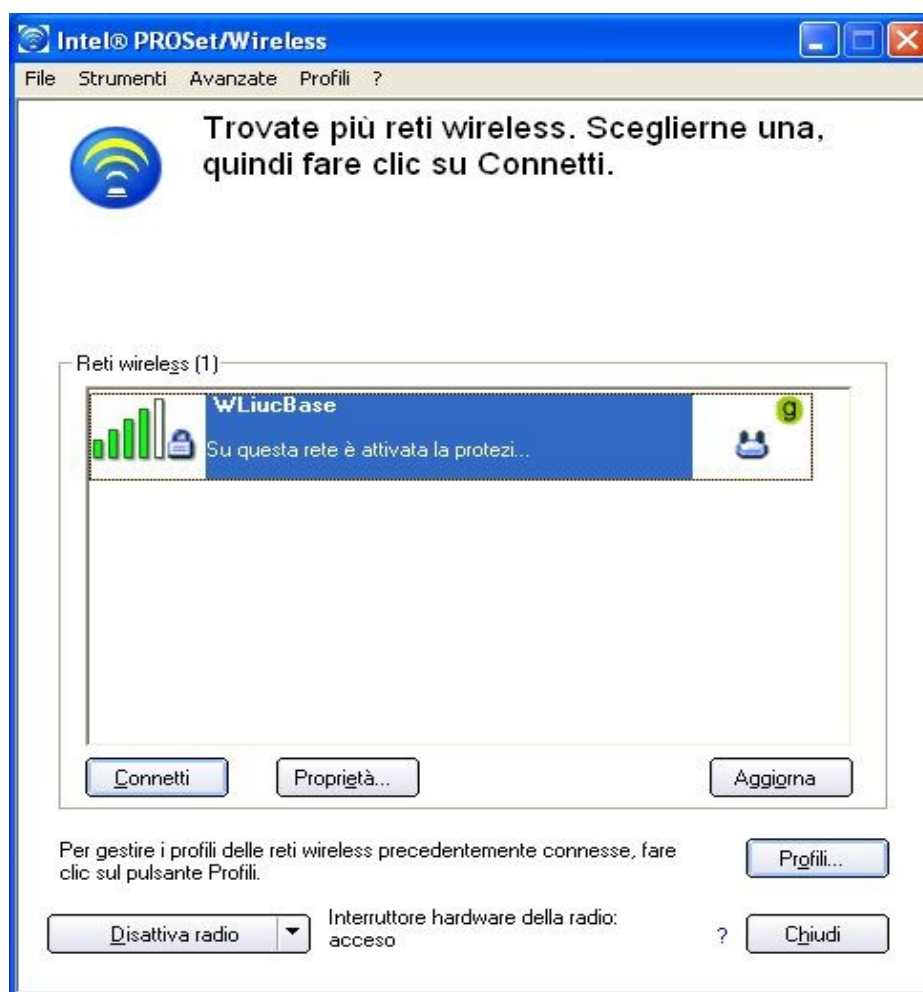 Intel® PROSet/Wireless
File Strumenti Avanzate Profili ?
Trovate più reti wireless. Sceglierne una,
quindi fare clic su Connetti.
Reti wireless (1)
WLiucBase
g
Su questa rete è attivata la protezi...
Connetti Proprietà... Aggiorna
Per gestire i profili delle reti wireless precedentemente connesse, fare
clic sul pulsante Profili.
Profili...
Disattiva radio
Interruttore hardware della radio:
acceso
? Chiudi